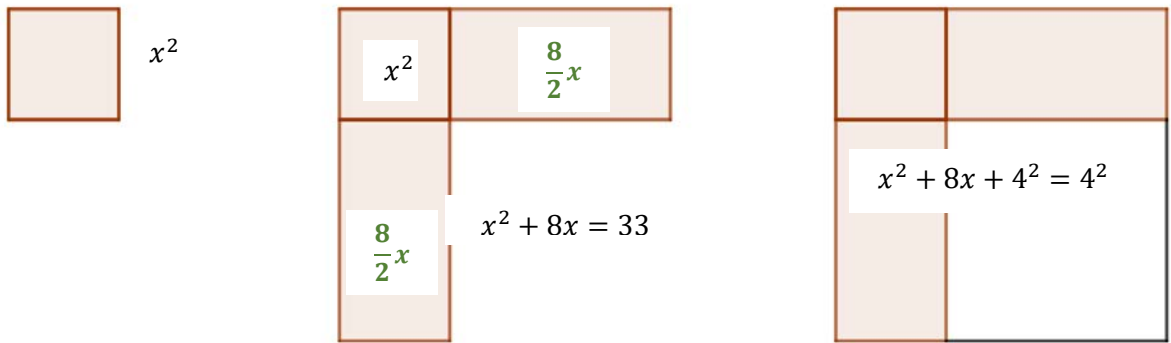 x²
x²
8/2 x
8/2 x
x² + 8x = 33
x² + 8x + 4² = 4²